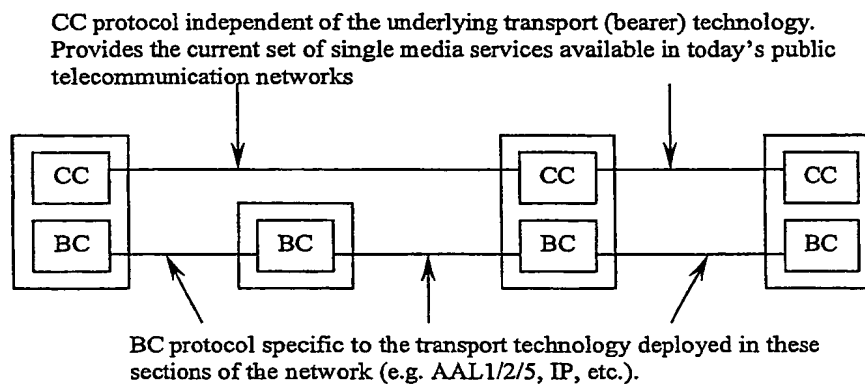 CC protocol independent of the underlying transport (bearer) technology.
Provides the current set of single media services available in today's public
telecommunication networks
CC
CC
CC
BC
BC
BC
BC
BC protocol specific to the transport technology deployed in these
sections of the network (e.g. AAL1/2/5, IP, etc.).